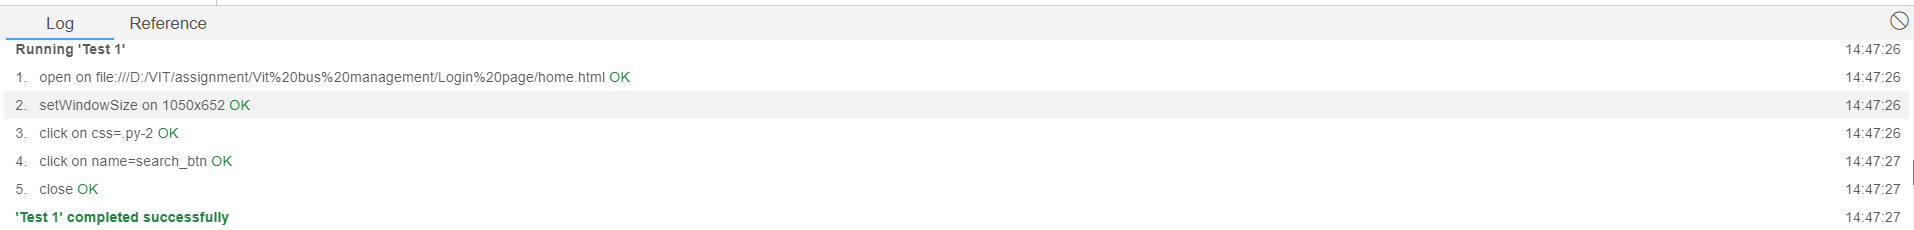 Log Reference
Running 'Test 1' 14:47:26
1. open on file:///D:/VIT/assignment/Vit%20bus%20management/Login%20page/home.html OK 14:47:26
2. setWindowSize on 1050x652 OK 14:47:26
3. click on css=.py-2 OK 14:47:26
4. click on name=search_btn OK 14:47:27
5. close OK 14:47:27
'Test 1' completed successfully 14:47:27